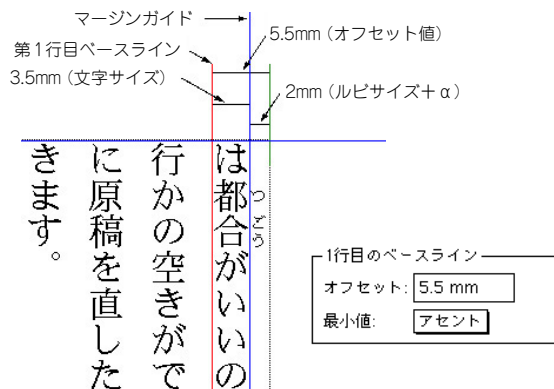 マージンガイド
5.5mm（オフセット値）
第1行目ベースライン
3.5mm（文字サイズ）
2mm（ルビサイズ＋α）
は都合がいいの
つごう
行かの空きがで
に原稿を直した
きます。
1行目のベースライン
オフセット: 5.5 mm
最小値: アセント